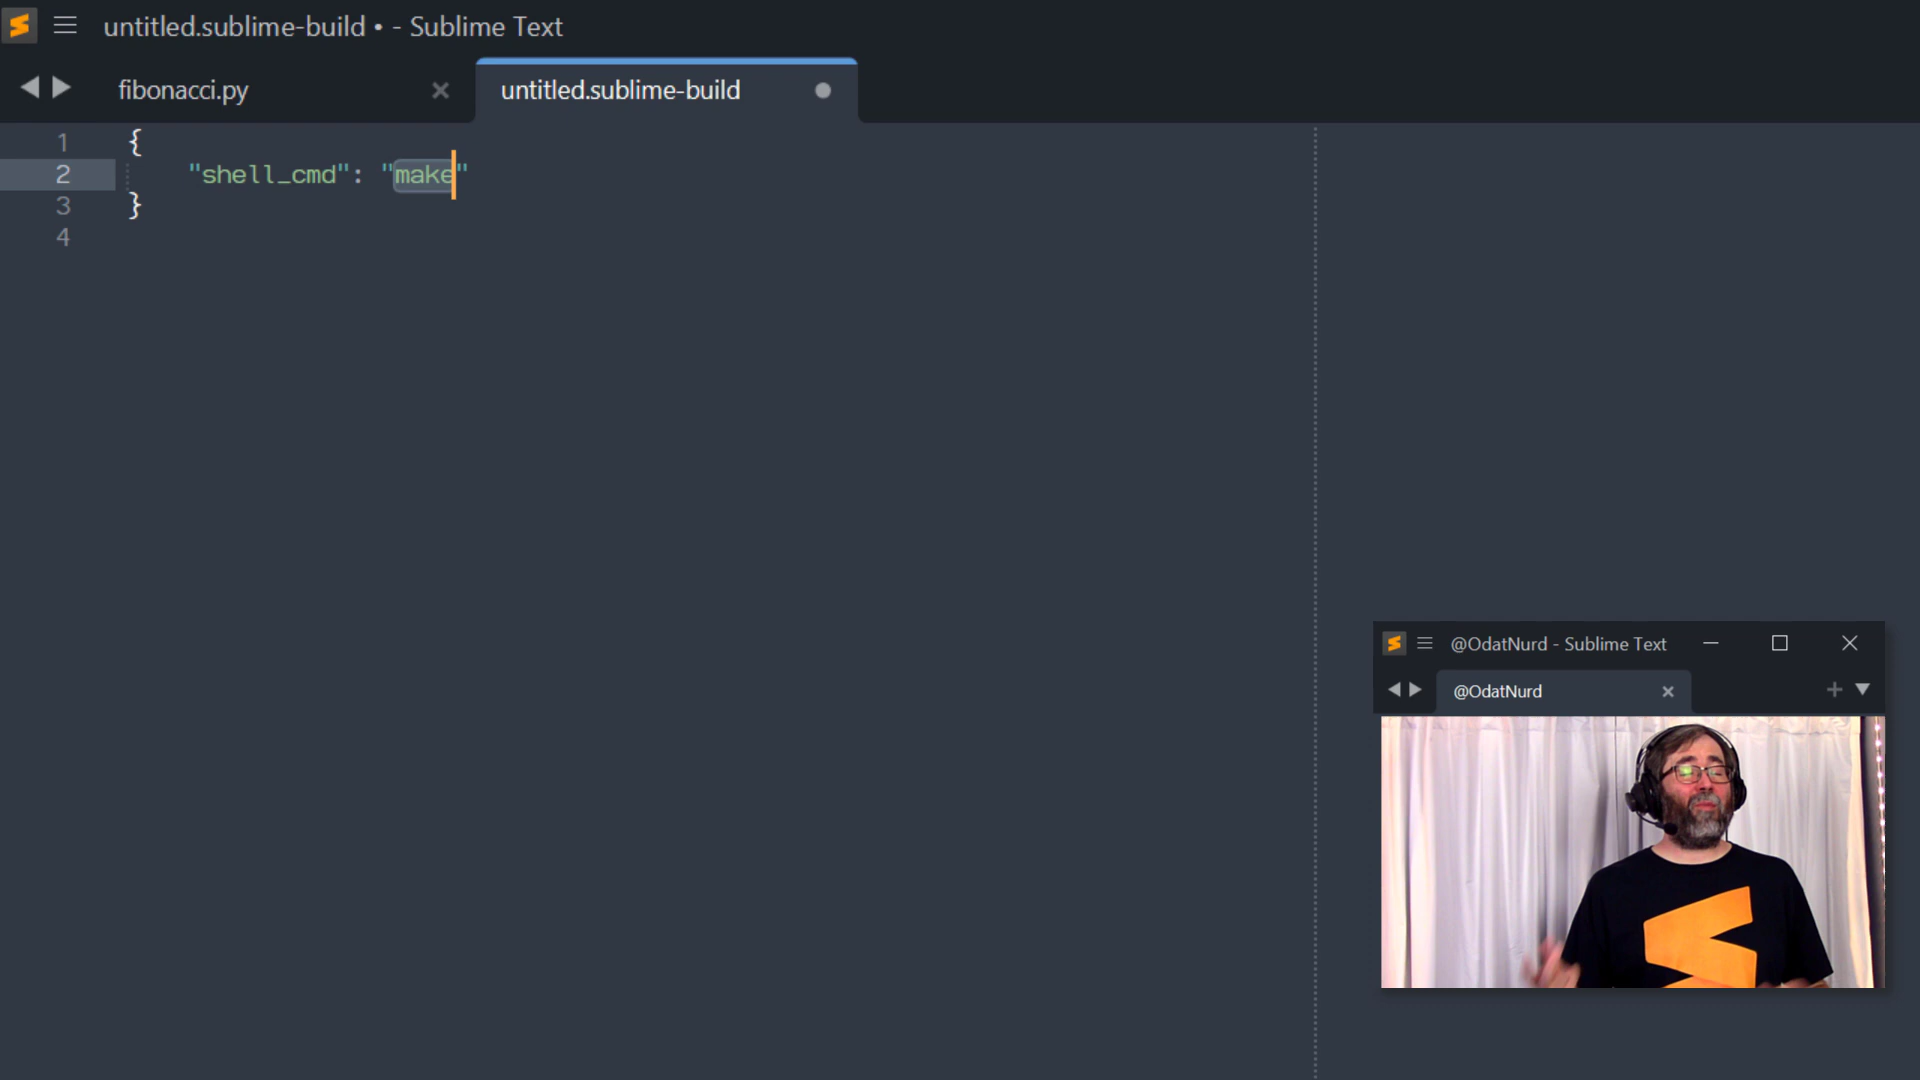 untitled.sublime-build • - Sublime Text
fibonacci.py
untitled.sublime-build
1 {
2 "shell_cmd": "make"
3 }
4
@OdatNurd - Sublime Text
@OdatNurd